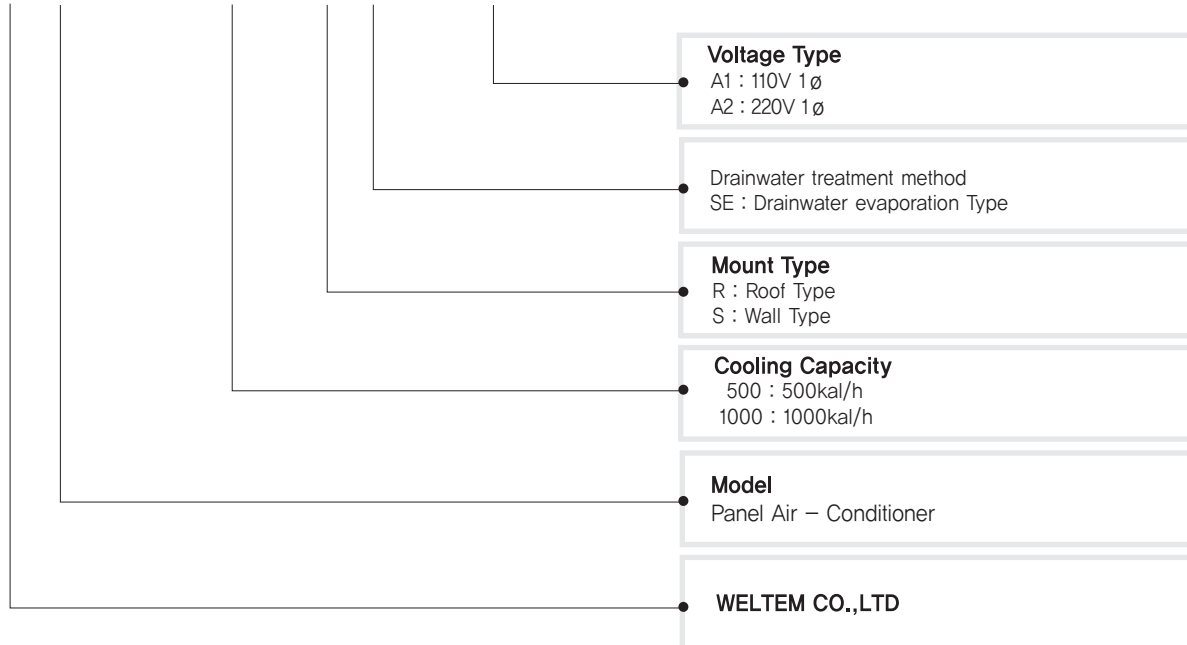 Voltage Type
A1 : 110V 1ø
A2 : 220V 1ø
Drainwater treatment method
SE : Drainwater evaporation Type
Mount Type
R : Roof Type
S : Wall Type
Cooling Capacity
500 : 500kal/h
1000 : 1000kal/h
Model
Panel Air - Conditioner
WELTEM CO.,LTD